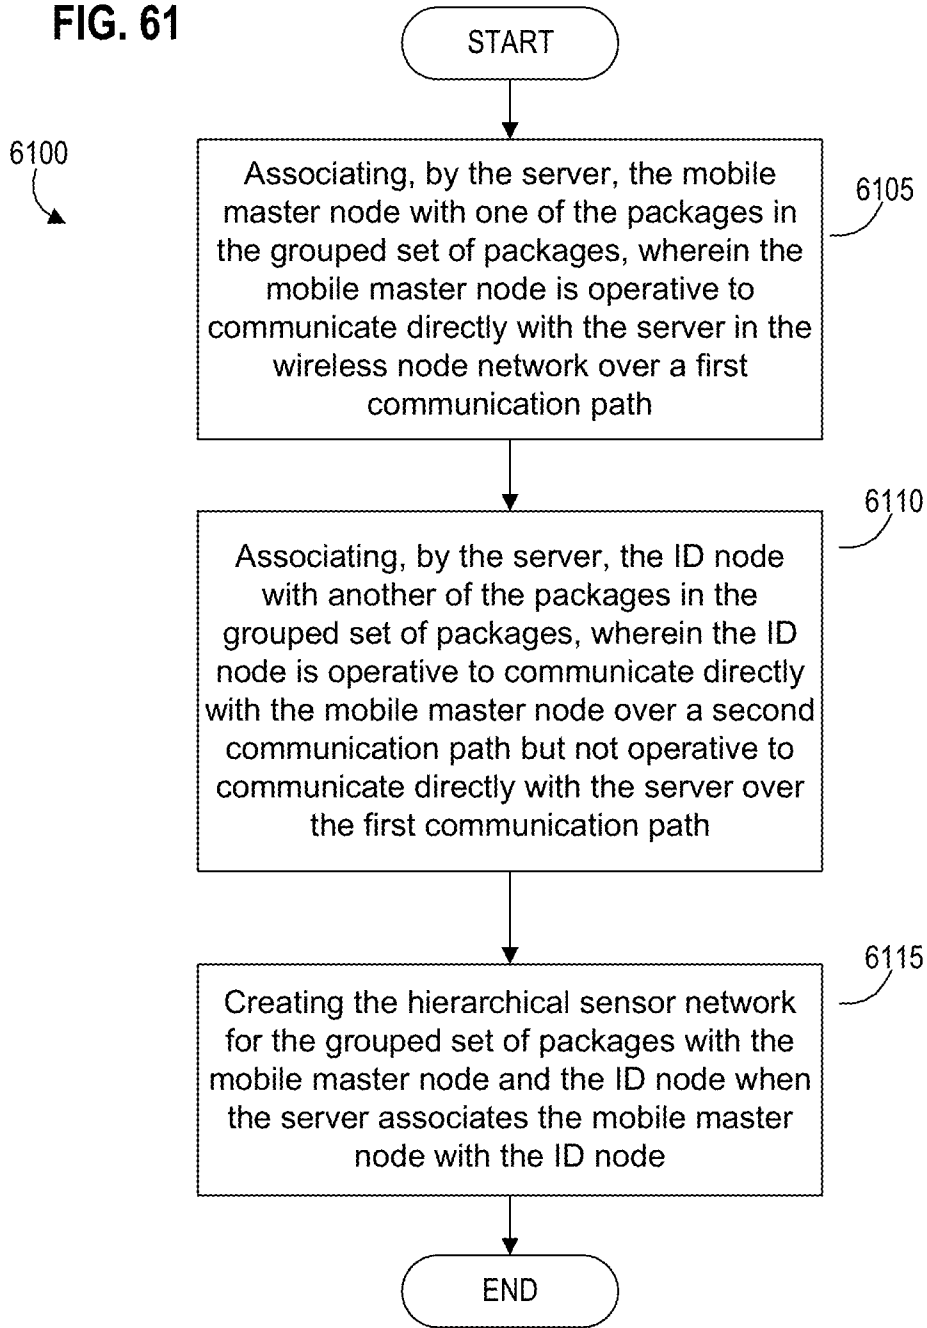 FIG. 61
START
6100
Associating, by the server, the mobile
master node with one of the packages in
the grouped set of packages, wherein the
mobile master node is operative to
communicate directly with the server in the
wireless node network over a first
communication path
6105
6110
Associating, by the server, the ID node
with another of the packages in the
grouped set of packages, wherein the ID
node is operative to communicate directly
with the mobile master node over a second
communication path but not operative to
communicate directly with the server over
the first communication path
6115
Creating the hierarchical sensor network
for the grouped set of packages with the
mobile master node and the ID node when
the server associates the mobile master
node with the ID node
END